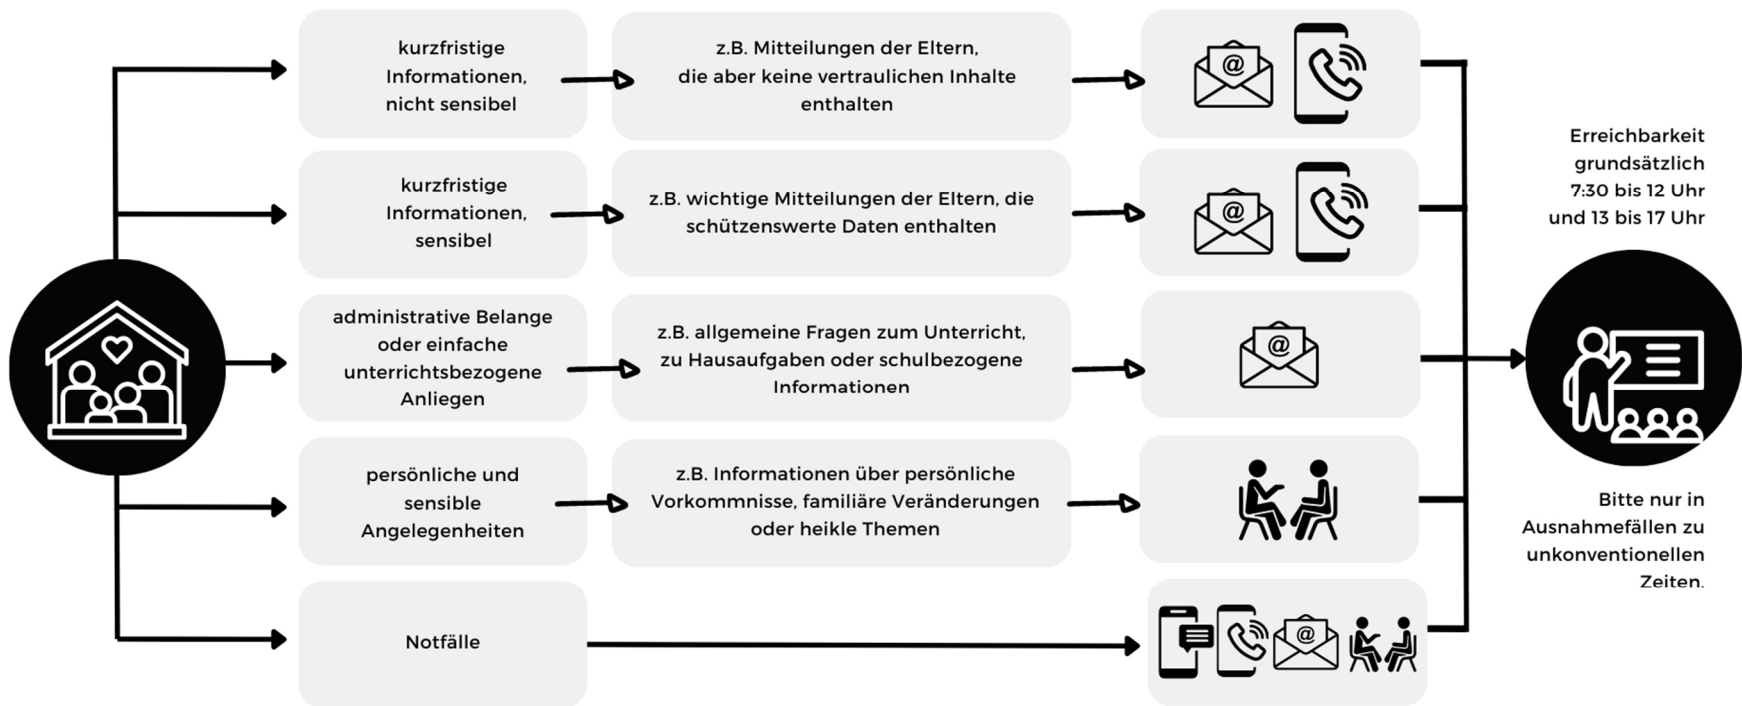 kurzfristige
Informationen,
nicht sensibel
z.B. Mitteilungen der Eltern,
die aber keine vertraulichen Inhalte
enthalten
@
kurzfristige
Informationen,
sensibel
z.B. wichtige Mitteilungen der Eltern, die
schützenswerte Daten enthalten
@
administrative Belange
oder einfache
unterrichtsbezogene
Anliegen
z.B. allgemeine Fragen zum Unterricht,
zu Hausaufgaben oder schulbezogene
Informationen
@
persönliche und
sensible
Angelegenheiten
z.B. Informationen über persönliche
Vorkommnisse, familiäre Veränderungen
oder heikle Themen
Notfälle
@
Erreichbarkeit
grundsätzlich
7:30 bis 12 Uhr
und 13 bis 17 Uhr
Bitte nur in
Ausnahmefällen zu
unkonventionellen
Zeiten.